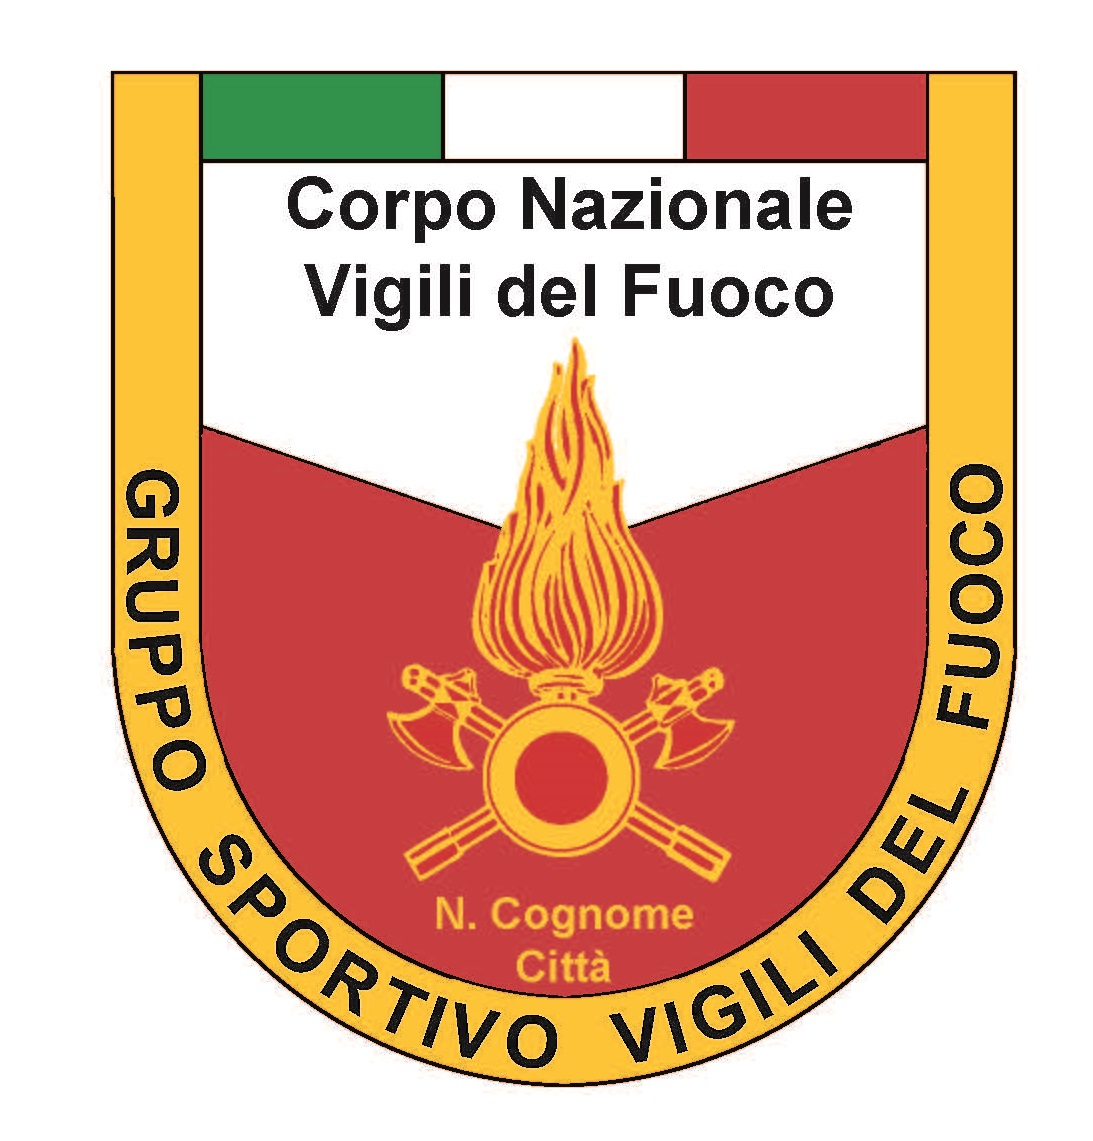 Corpo Nazionale
Vigili del Fuoco
N. Cognome
Città
GRUPPO SPORTIVO VIGILI DEL FUOCO